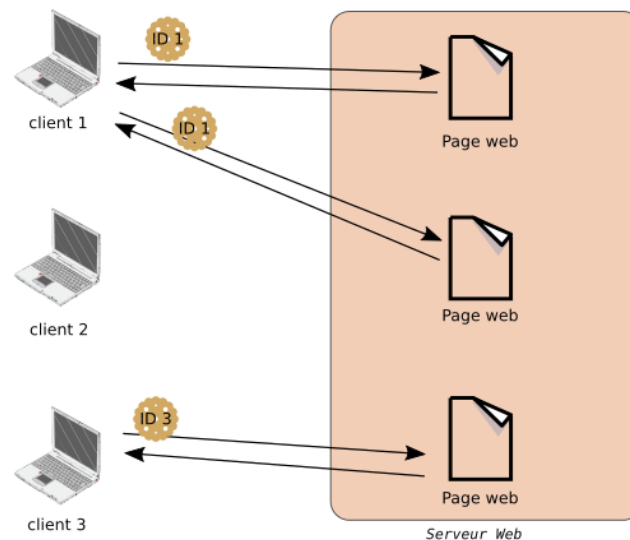 ID 1
client 1
Page web
ID 1
client 2
Page web
ID 3
client 3
Page web
Serveur Web